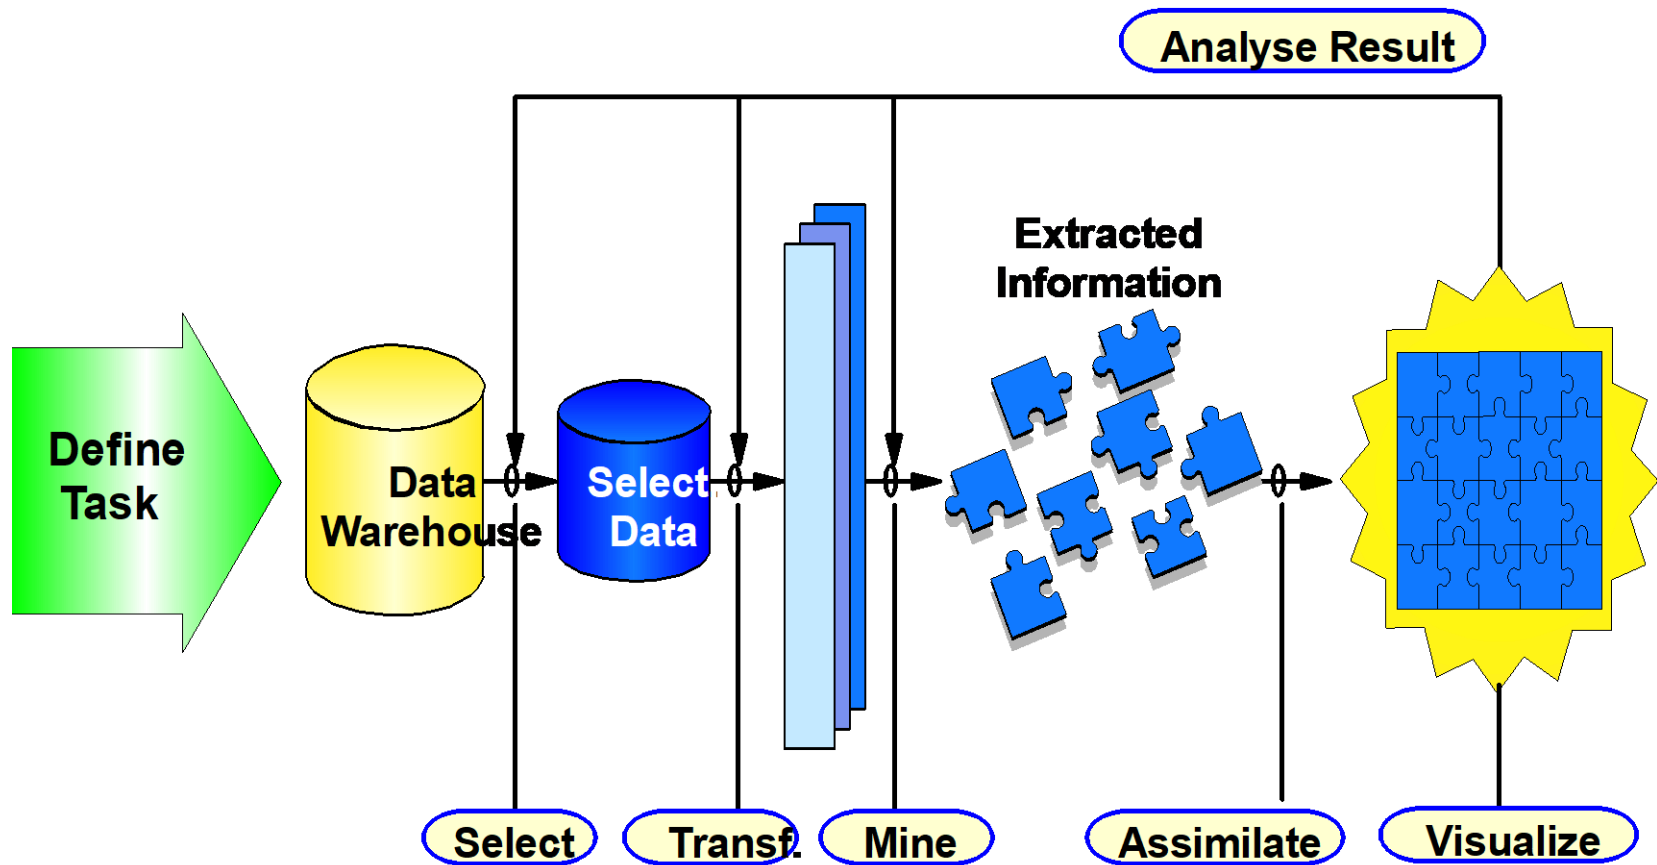 Analyse Result
Extracted
Information
Define
Task
Data
Warehouse
Select
Data
Select
Transf.
Mine
Assimilate
Visualize